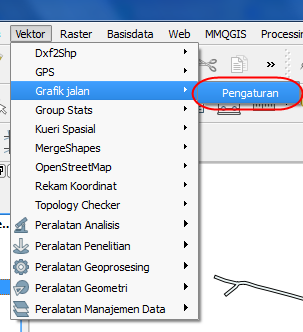 Vektor Raster Basisdata Web MMQGIS
Dxf2Shp
GPS
Grafik jalan
Pengaturan
Group Stats
Kueri Spasial
MergeShapes
OpenStreetMap
Rekam Koordinat
Topology Checker
Peralatan Analisis
Peralatan Penelitian
Peralatan Geoprosesing
Peralatan Geometri
Peralatan Manajemen Data